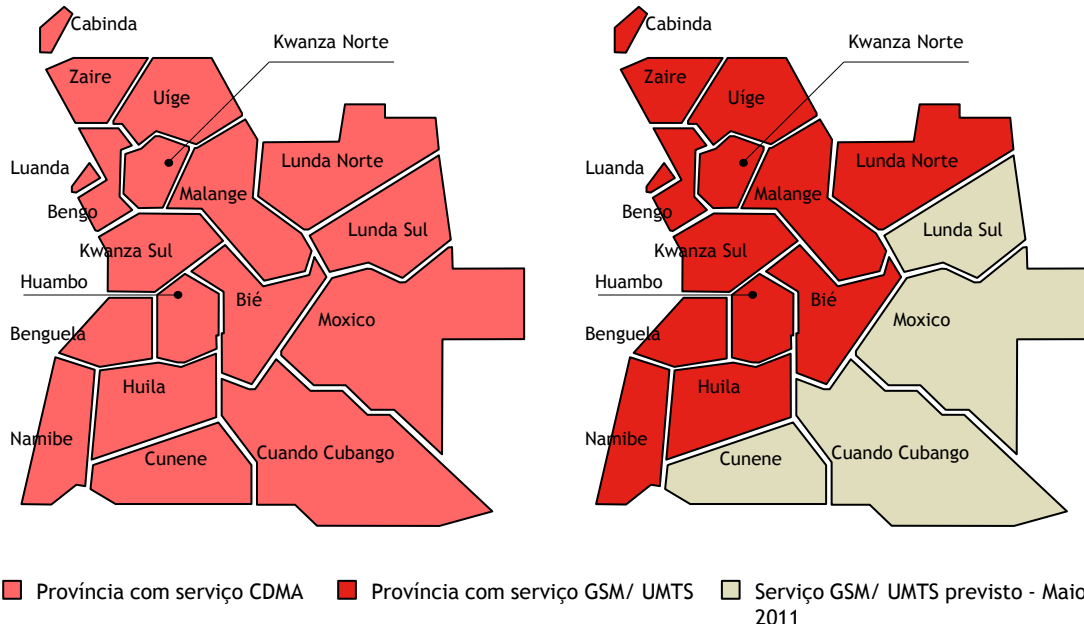 Cabinda
Kwanza Norte
Zaire
Uíge
Luanda
Lunda Norte
Malange
Bengo
Kwanza Sul
Lunda Sul
Huambo
Bié
Benguela
Moxico
Huila
Namibe
Cunene
Cuando Cubango
Cabinda
Kwanza Norte
Zaire
Uíge
Luanda
Lunda Norte
Malange
Bengo
Kwanza Sul
Lunda Sul
Huambo
Bié
Benguela
Moxico
Huila
Namibe
Cunene
Cuando Cubango
Província com serviço CDMA
Província com serviço GSM/ UMTS
Serviço GSM/ UMTS previsto - Maio
2011